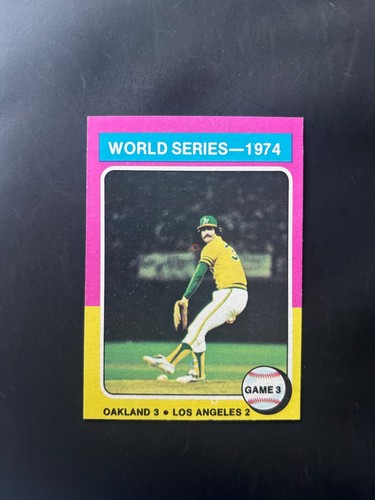 WORLD SERIES—1974
GAME 3
OAKLAND 3 ● LOS ANGELES 2